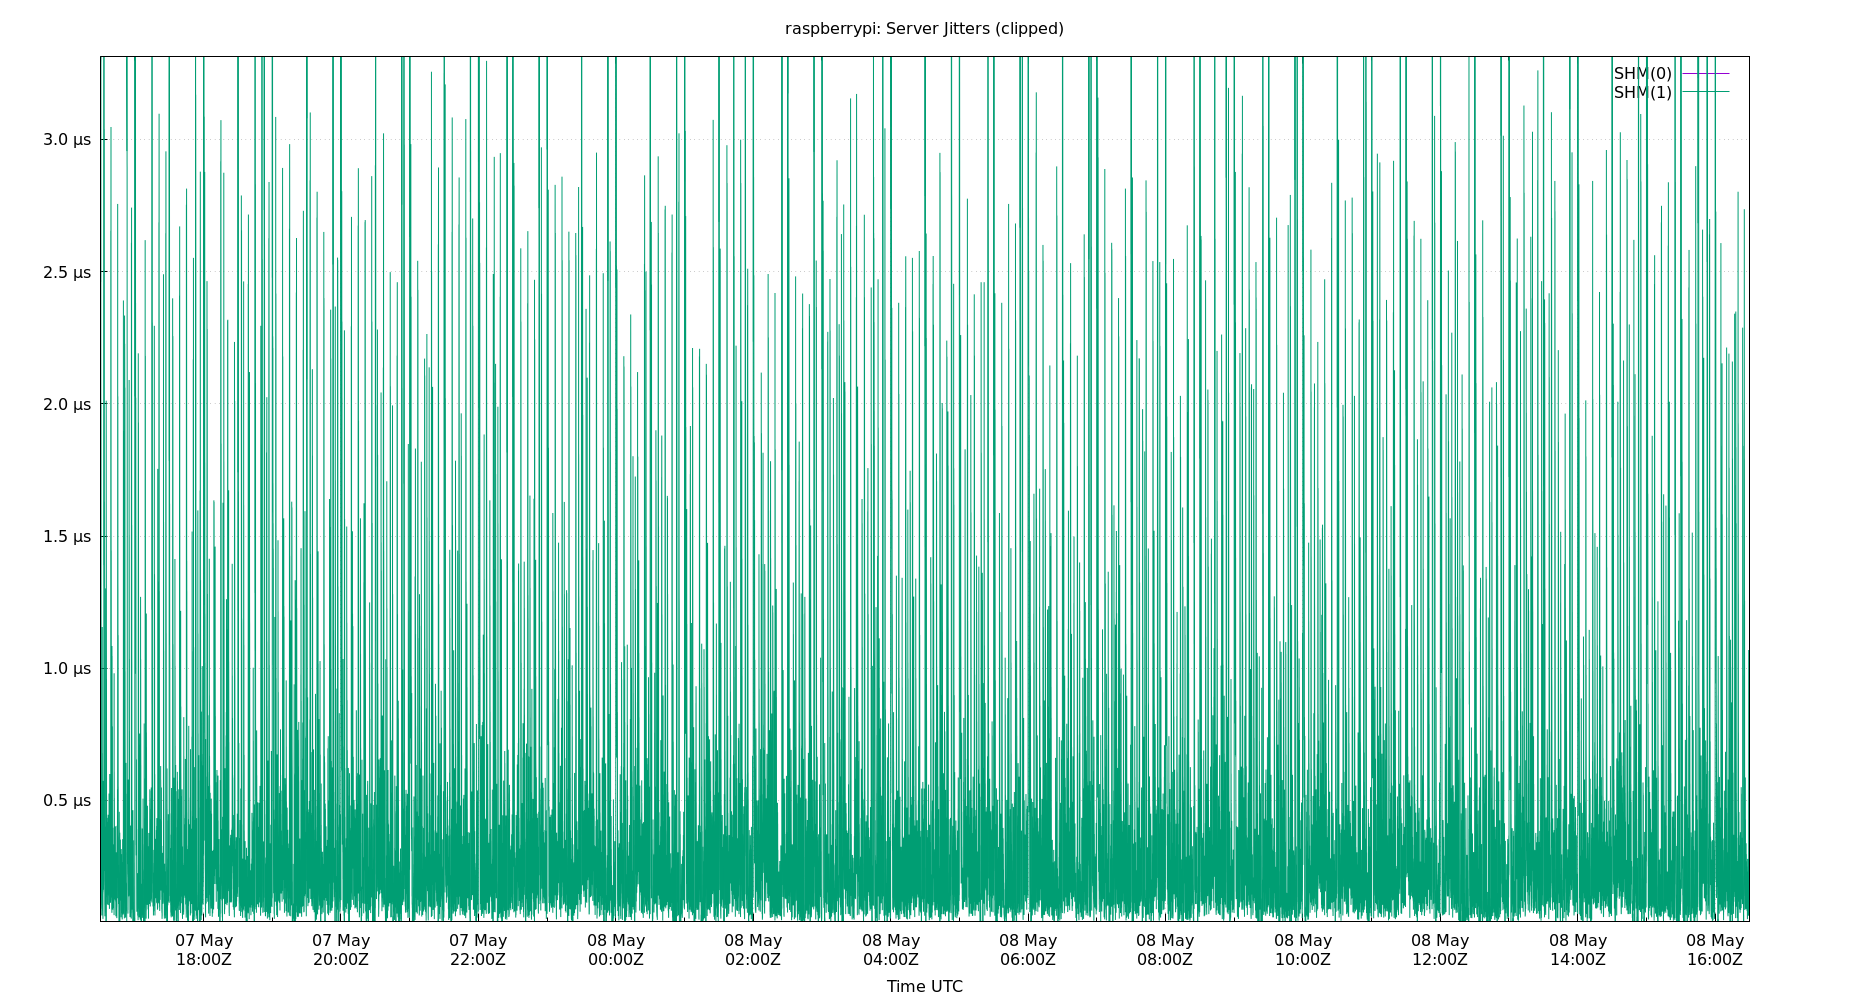 raspberrypi: Server Jitters (clipped)
SHM(0)
SHM(1)
3.0 µs
2.5 µs
2.0 µs
1.5 µs
1.0 µs
0.5 µs
07 May 07 May 07 May 08 May 08 May 08 May 08 May 08 May 08 May 08 May 08 May 08 May
18:00Z 20:00Z 22:00Z 00:00Z 02:00Z 04:00Z 06:00Z 08:00Z 10:00Z 12:00Z 14:00Z 16:00Z
Time UTC